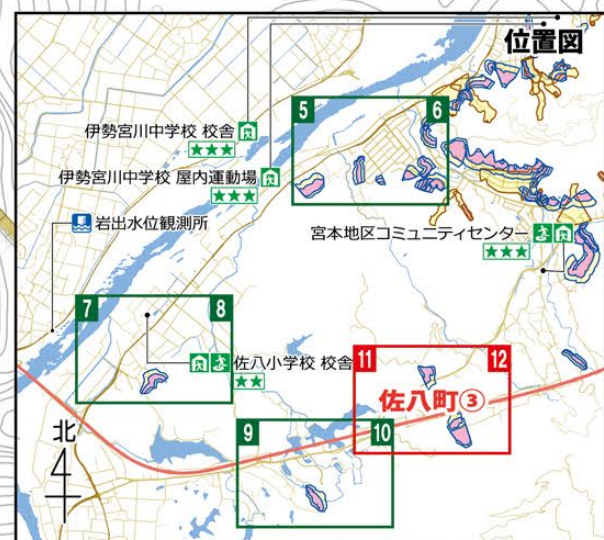 位置図
5
6
伊勢宮川中学校 校舎
★★★
伊勢宮川中学校 屋内運動場
★★★
岩出水位観測所
宮本地区コミュニティセンター
★★★
7
8
佐八小学校 校舎
★★
11
12
佐八町③
北
9
10